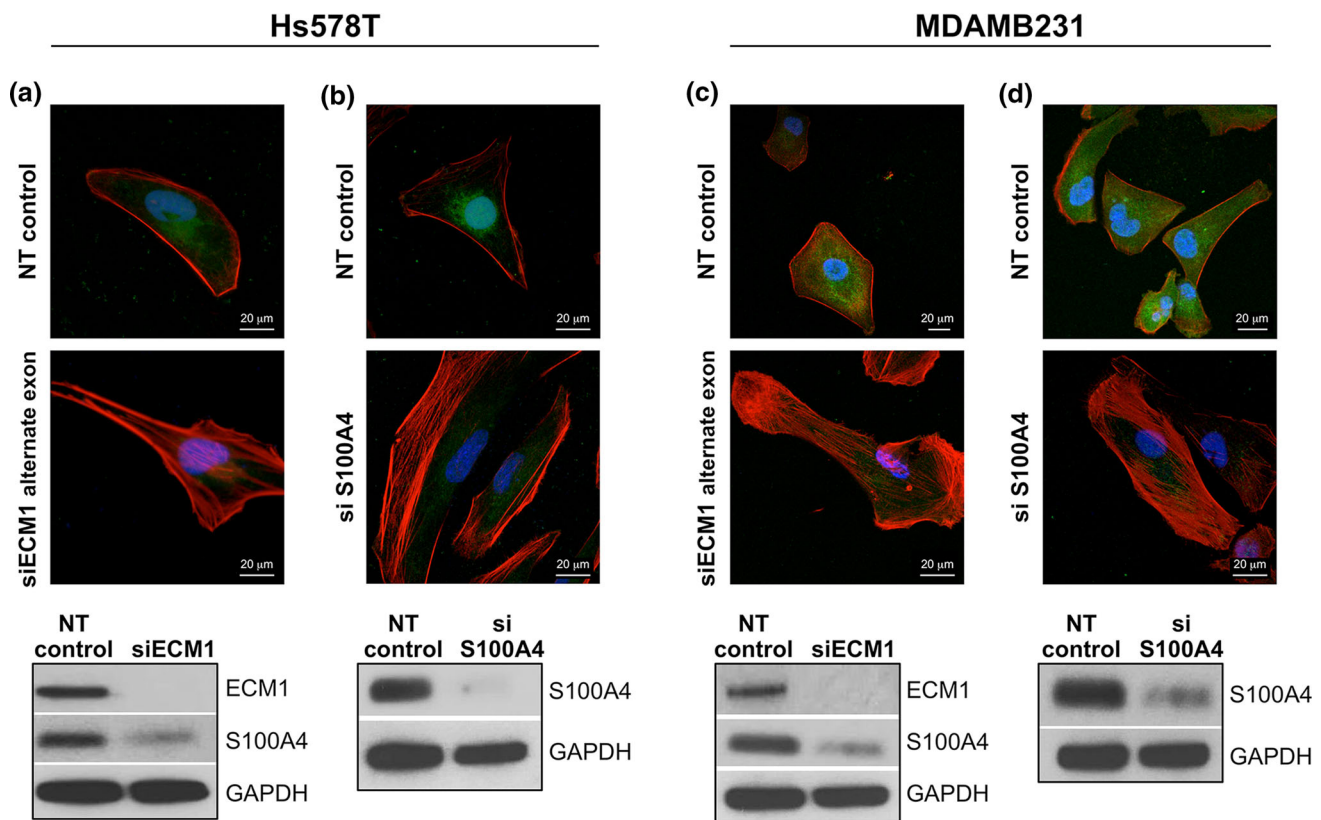 Hs578T
MDAMB231
(a)
(b)
(c)
(d)
NT control
NT control
NT control
NT control
20 µm
20 µm
20 µm
20 µm
siECM1 alternate exon
si S100A4
siECM1 alternate exon
si S100A4
20 µm
20 µm
20 µm
20 µm
NT
control
siECM1
ECM1
S100A4
GAPDH
NT
control
si
S100A4
S100A4
GAPDH
NT
control
siECM1
ECM1
S100A4
GAPDH
NT
control
si
S100A4
S100A4
GAPDH